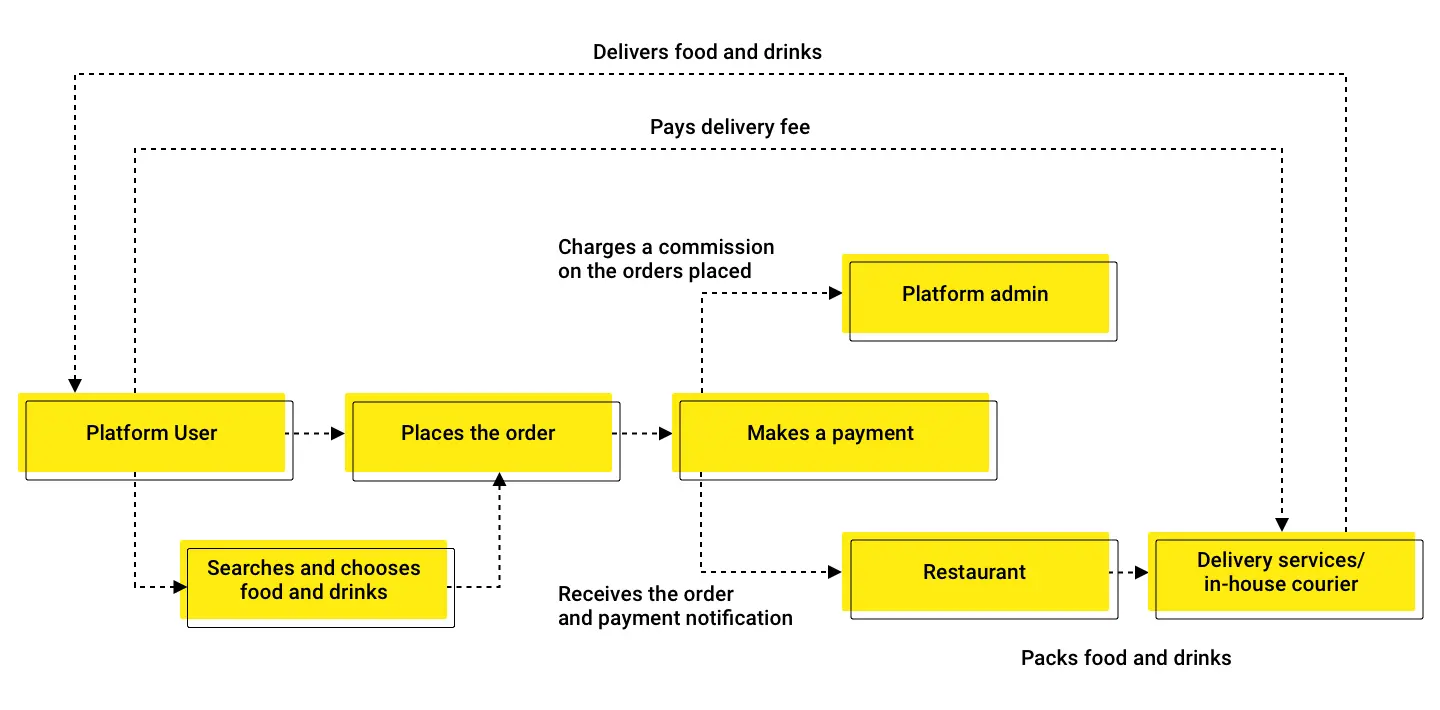 Delivers food and drinks
Pays delivery fee
Charges a commission
on the orders placed
Platform admin
Platform User
Places the order
Makes a payment
Searches and chooses
food and drinks
Receives the order
and payment notification
Restaurant
Delivery services/
in-house courier
Packs food and drinks